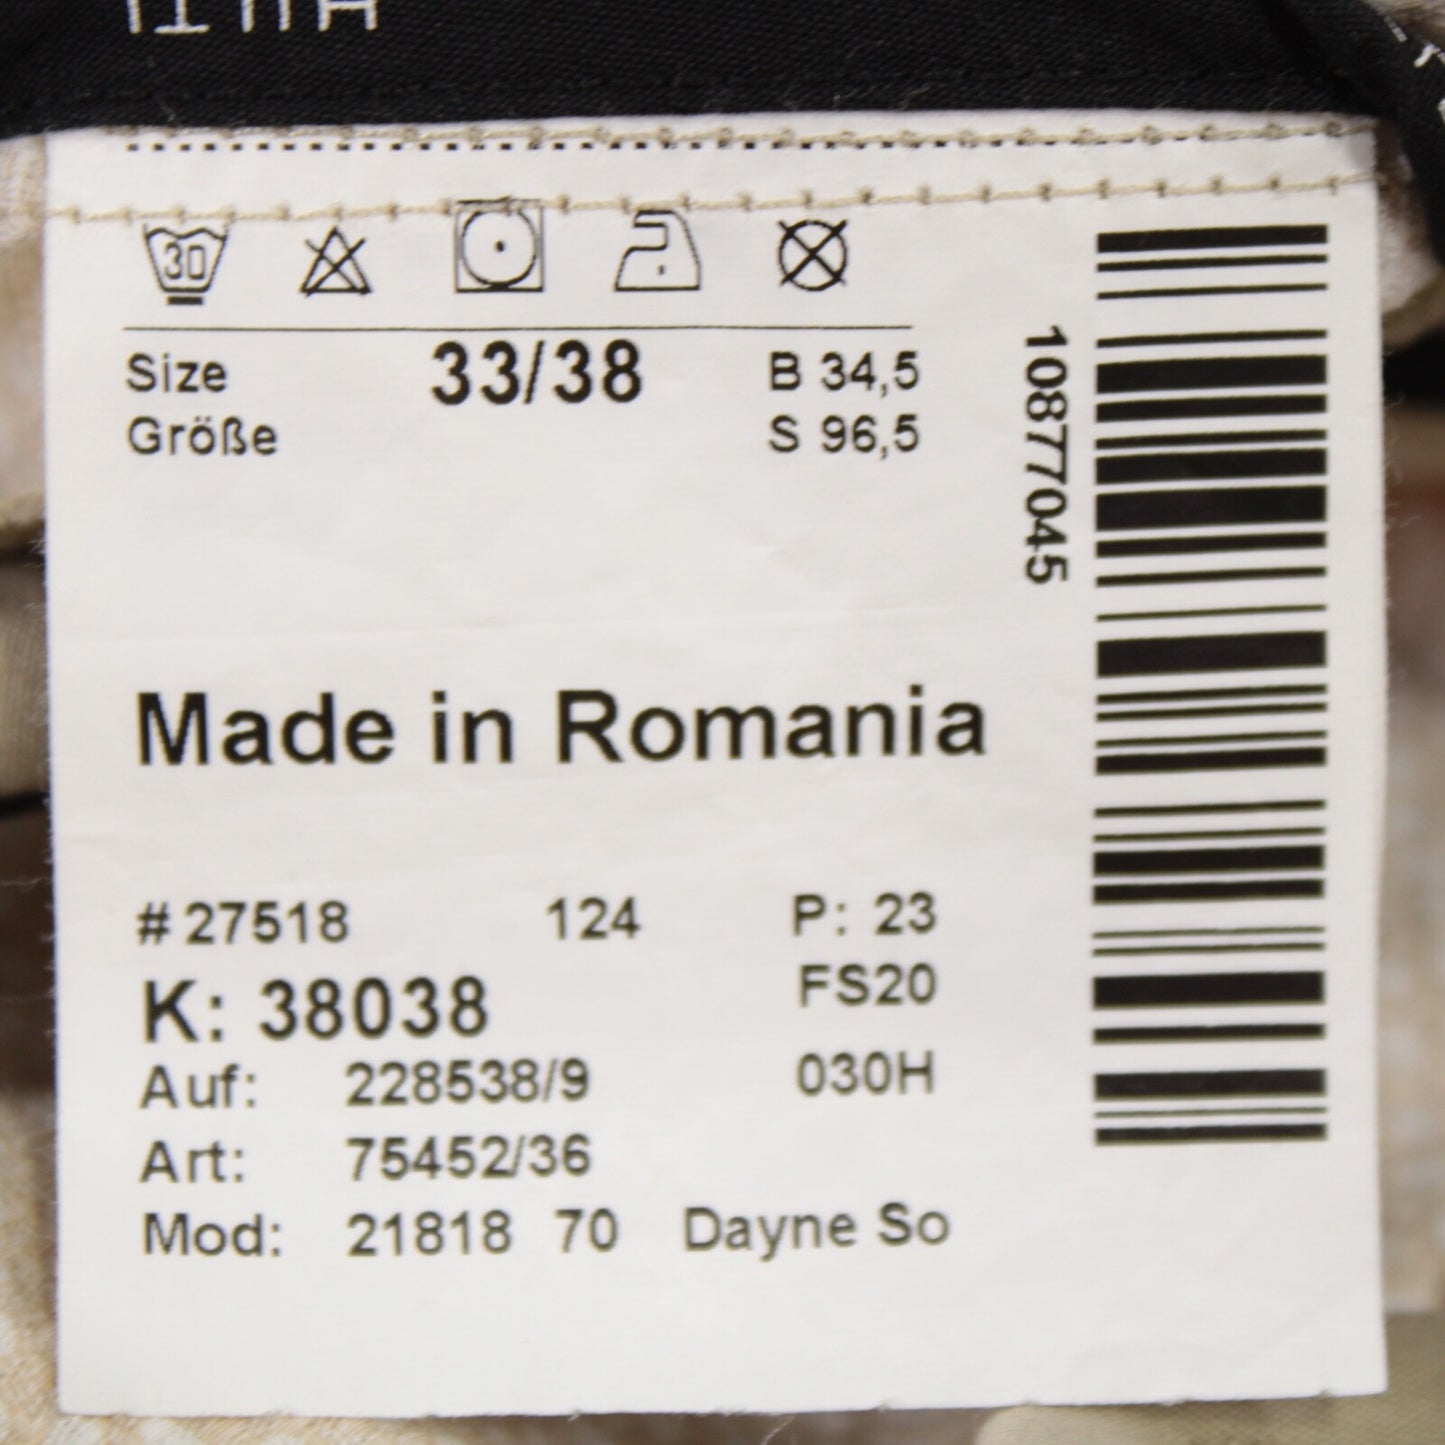 30
Size 33/38 B 34,5
Größe S 96,5
10877045
Made in Romania
#27518 124 P: 23
K: 38038 FS20
Auf: 228538/9 030H
Art: 75452/36
Mod: 21818 70 Dayne So